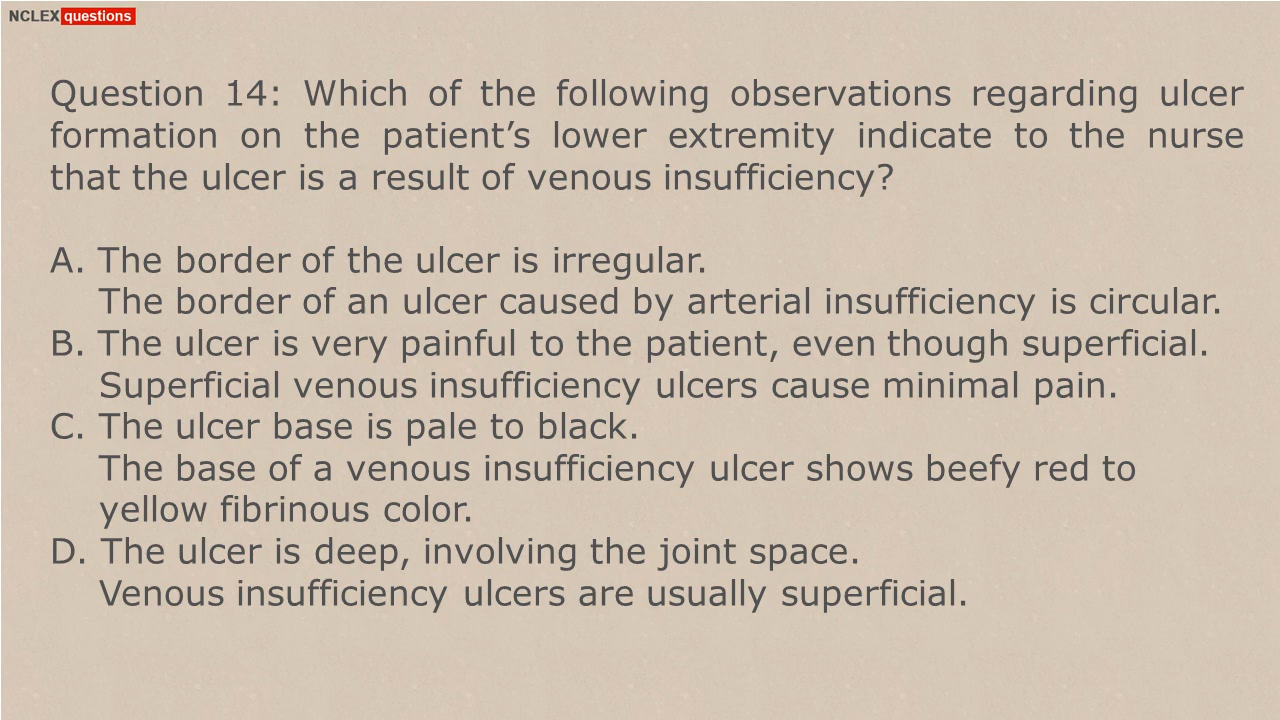 NCLEX questions
Question 14: Which of the following observations regarding ulcer
formation on the patient’s lower extremity indicate to the nurse
that the ulcer is a result of venous insufficiency?
A. The border of the ulcer is irregular.
The border of an ulcer caused by arterial insufficiency is circular.
B. The ulcer is very painful to the patient, even though superficial.
Superficial venous insufficiency ulcers cause minimal pain.
C. The ulcer base is pale to black.
The base of a venous insufficiency ulcer shows beefy red to
yellow fibrinous color.
D. The ulcer is deep, involving the joint space.
Venous insufficiency ulcers are usually superficial.